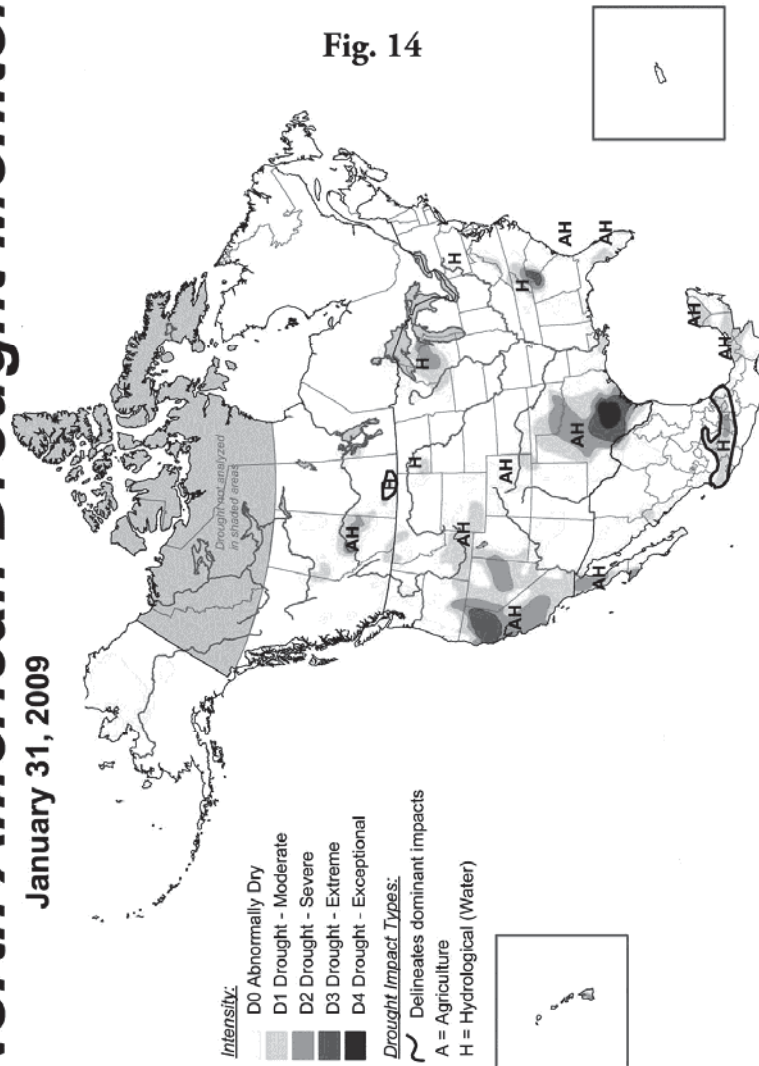 Fig. 14
January 31, 2009
Drought not analyzed
in shaded areas
Intensity:
D0 Abnormally Dry
D1 Drought - Moderate
D2 Drought - Severe
D3 Drought - Extreme
D4 Drought - Exceptional
Drought Impact Types:
Delineates dominant impacts
A = Agriculture
H = Hydrological (Water)
AH
H
H
AH
H
AH
AH
AH
AH
H
H
AH
AH
AH
AH
H